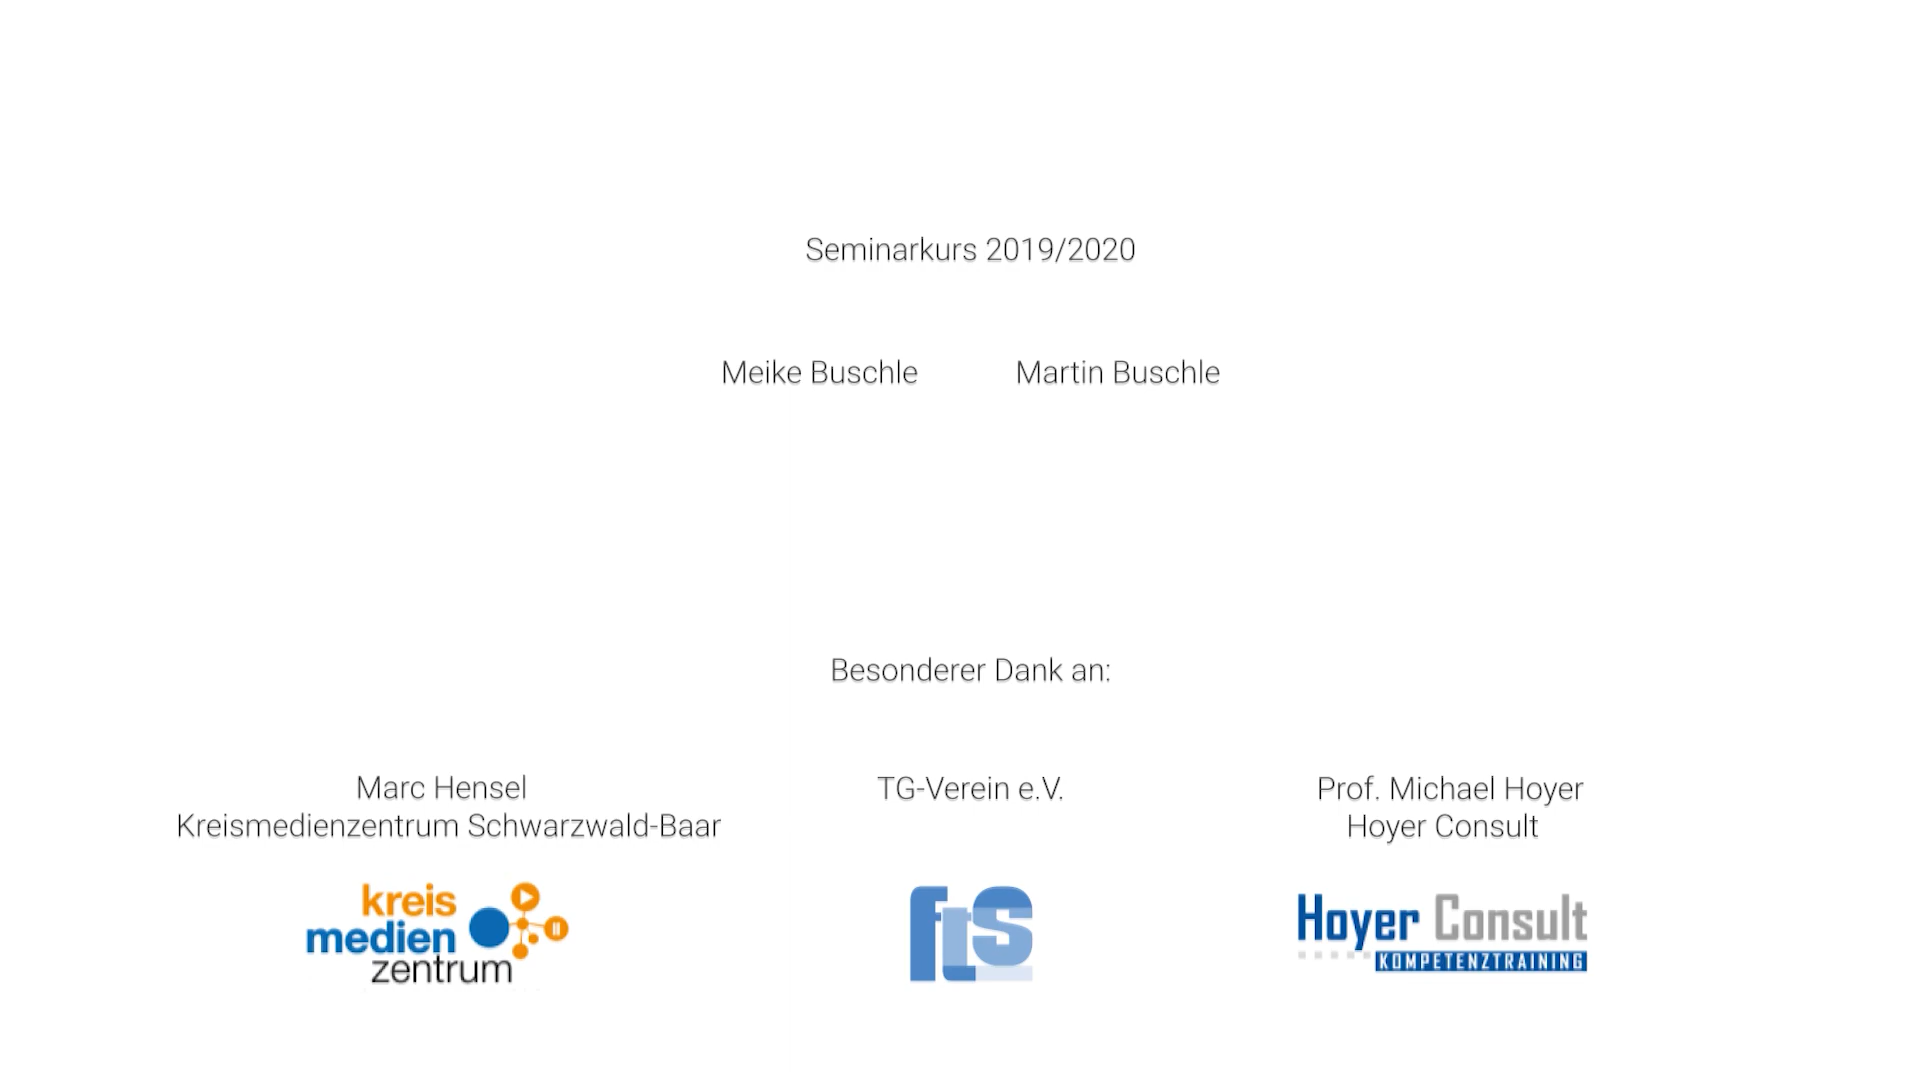 Seminarkurs 2019/2020
Meike Buschle Martin Buschle
Besonderer Dank an:
Marc Hensel
Kreismedienzentrum Schwarzwald-Baar
kreis
medien
zentrum
TG-Verein e.V.
fts
Prof. Michael Hoyer
Hoyer Consult
Hoyer Consult
KOMPETENZTRAINING